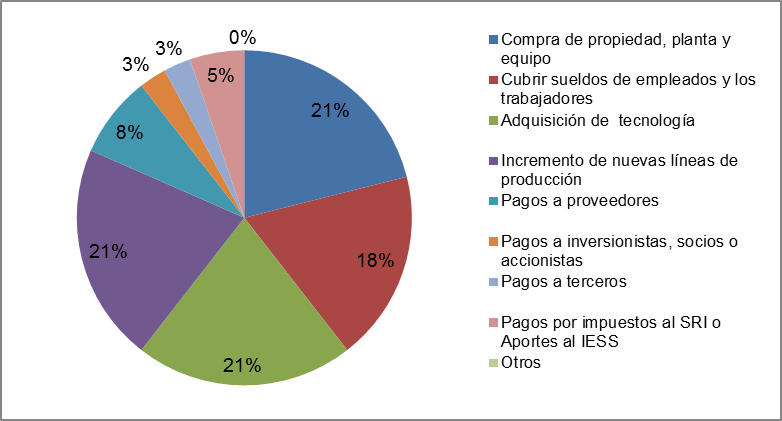 0%
3%
3%
5%
21%
8%
21%
18%
21%
Compra de propiedad, planta y
equipo
Cubrir sueldos de empleados y los
trabajadores
Adquisición de tecnología
Incremento de nuevas líneas de
producción
Pagos a proveedores
Pagos a inversionistas, socios o
accionistas
Pagos a terceros
Pagos por impuestos al SRI o
Aportes al IESS
Otros